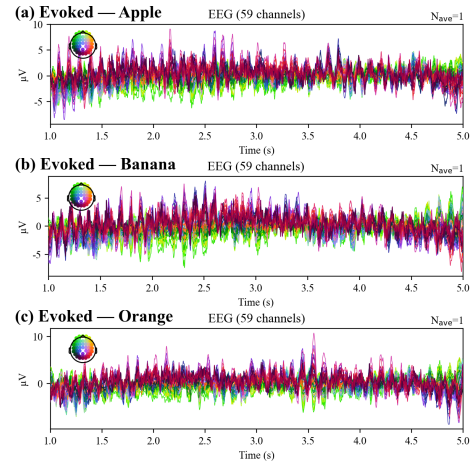 (a) Evoked — Apple EEG (59 channels) Nave=1
10
5
0
-5
µV
1.0 1.5 2.0 2.5 3.0 3.5 4.0 4.5 5.0
Time (s)
(b) Evoked — Banana EEG (59 channels) Nave=1
5
0
-5
µV
1.0 1.5 2.0 2.5 3.0 3.5 4.0 4.5 5.0
Time (s)
(c) Evoked — Orange EEG (59 channels) Nave=1
10
0
µV
1.0 1.5 2.0 2.5 3.0 3.5 4.0 4.5 5.0
Time (s)